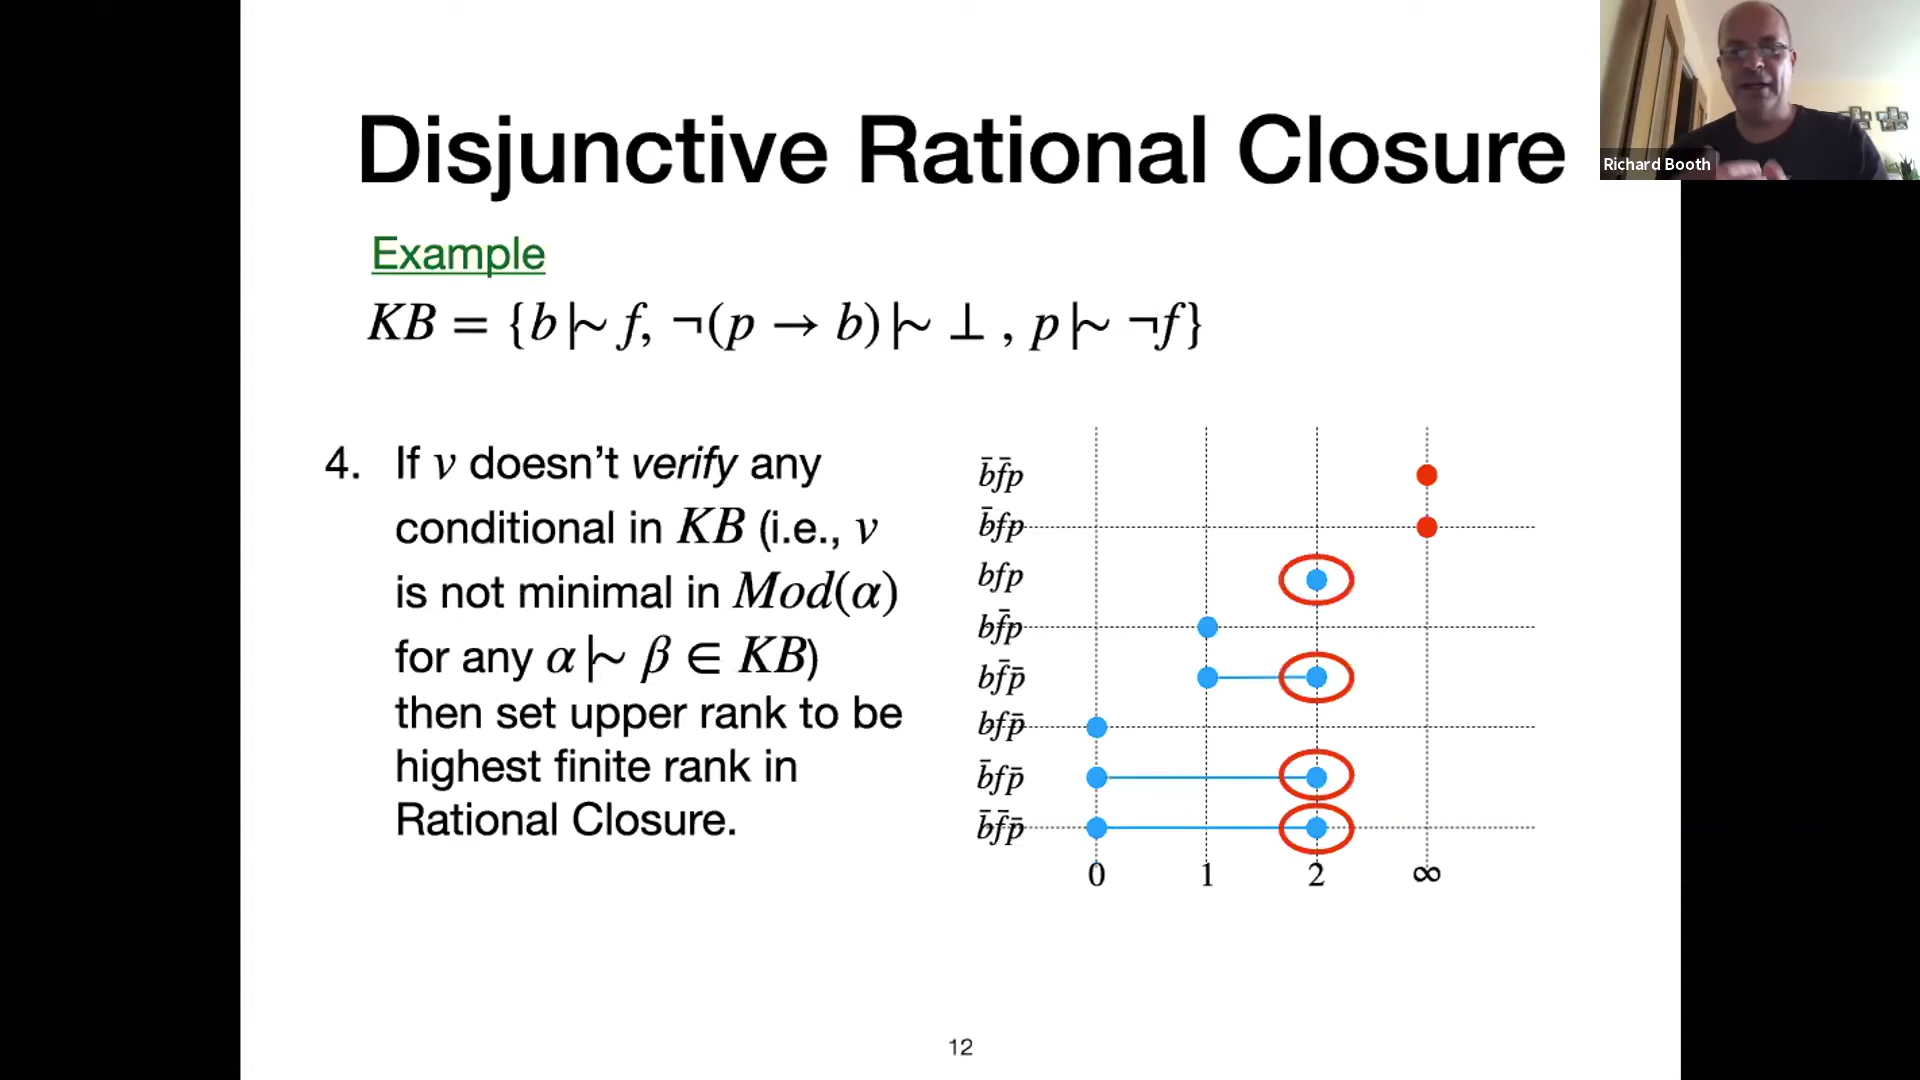 Disjunctive Rational Closure
Richard Booth
Example
KB = {b |~ f, ¬(p → b) |~ ⊥ , p |~ ¬f}
4. If v doesn't verify any
conditional in KB (i.e., v
is not minimal in Mod(α)
for any α |~ β ∈ KB)
then set upper rank to be
highest finite rank in
Rational Closure.
b̄f̄p
b̄fp
bfp
bf̄p
bf̄p̄
bfp̄
b̄fp̄
b̄f̄p̄
0 1 2 ∞
12